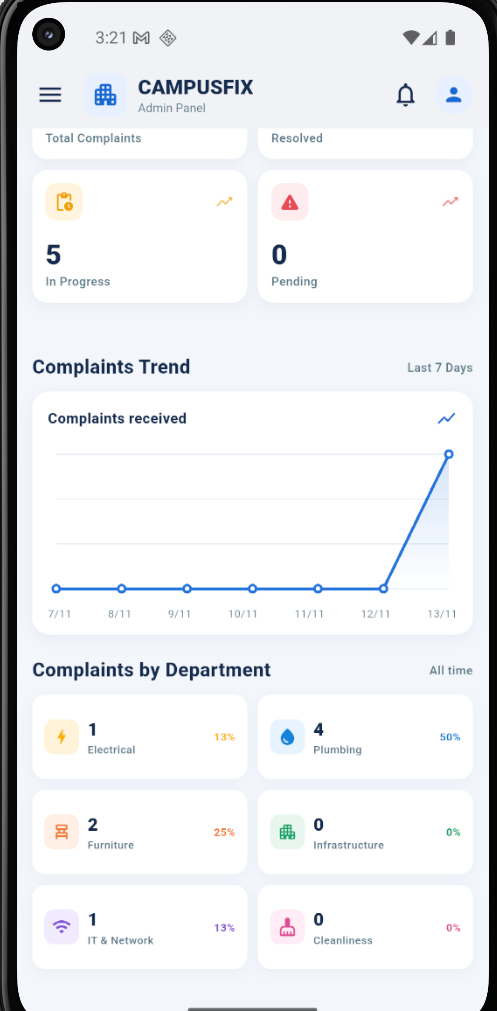 3:21
CAMPUSFIX
Admin Panel
Total Complaints
Resolved
5
In Progress
0
Pending
Complaints Trend
Last 7 Days
Complaints received
7/11 8/11 9/11 10/11 11/11 12/11 13/11
Complaints by Department
All time
1
Electrical
13%
4
Plumbing
50%
2
Furniture
25%
0
Infrastructure
0%
1
IT & Network
13%
0
Cleanliness
0%